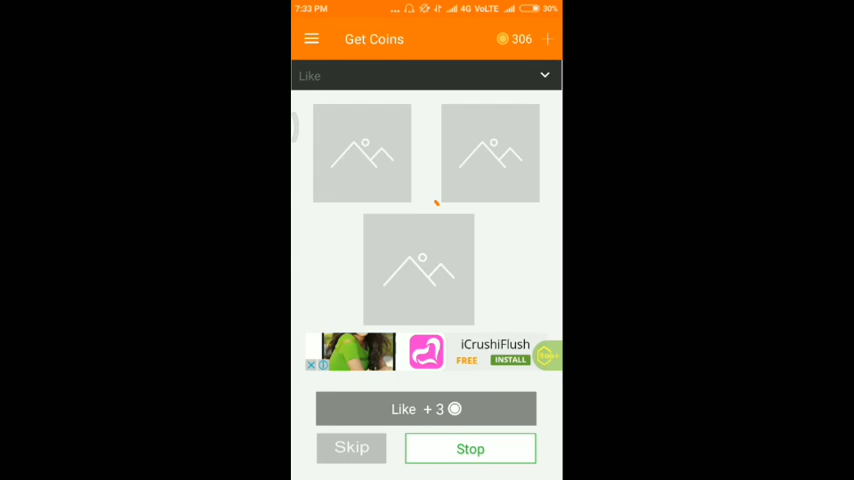 7:33 PM ... 4G VoLTE 30%
Get Coins 306 +
Like
iCrushiFlush
FREE INSTALL
Like + 3
Skip Stop